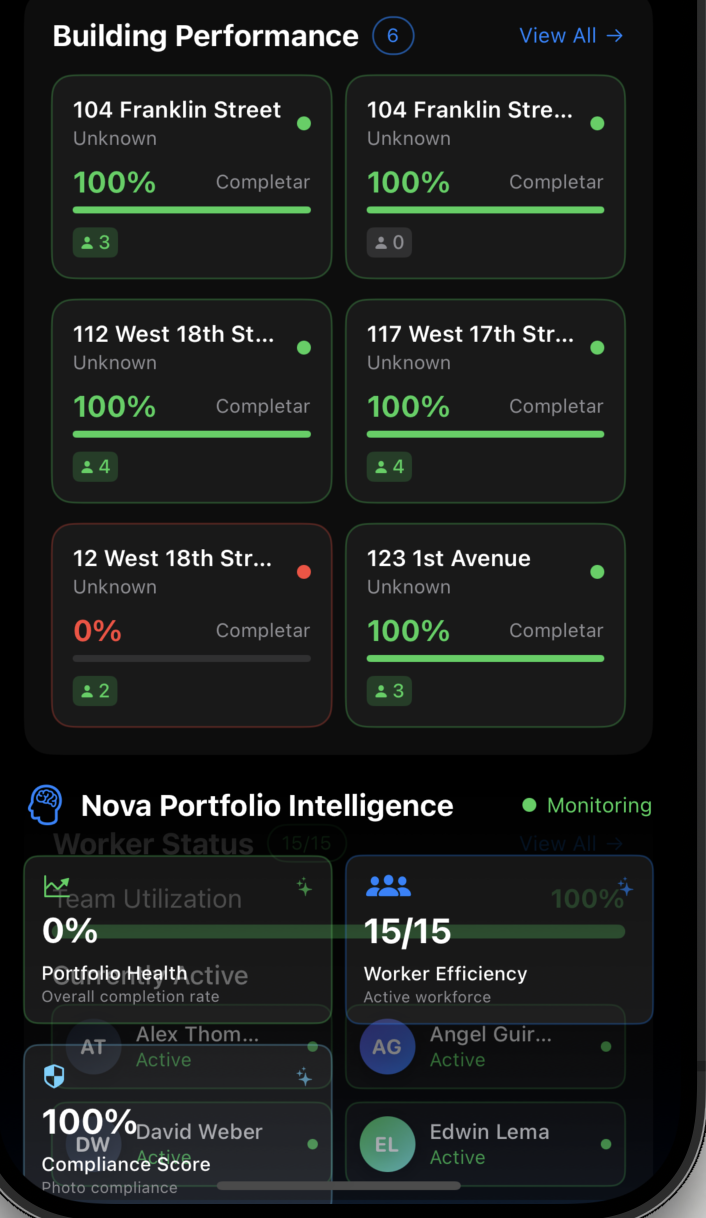 Building Performance 6 View All →
104 Franklin Street
Unknown
100% Completar
3
104 Franklin Stre...
Unknown
100% Completar
0
112 West 18th St...
Unknown
100% Completar
4
117 West 17th Str...
Unknown
100% Completar
4
12 West 18th Str...
Unknown
0% Completar
2
123 1st Avenue
Unknown
100% Completar
3
Nova Portfolio Intelligence Monitoring
Worker Status 15/15 View All →
Team Utilization 100%
0%
Portfolio Health
Overall completion rate
15/15
Worker Efficiency
Active workforce
Currently Active
AT Alex Thom...
Active
AG Angel Guir...
Active
100%
Compliance Score
Photo compliance
DW David Weber
Active
EL Edwin Lema
Active